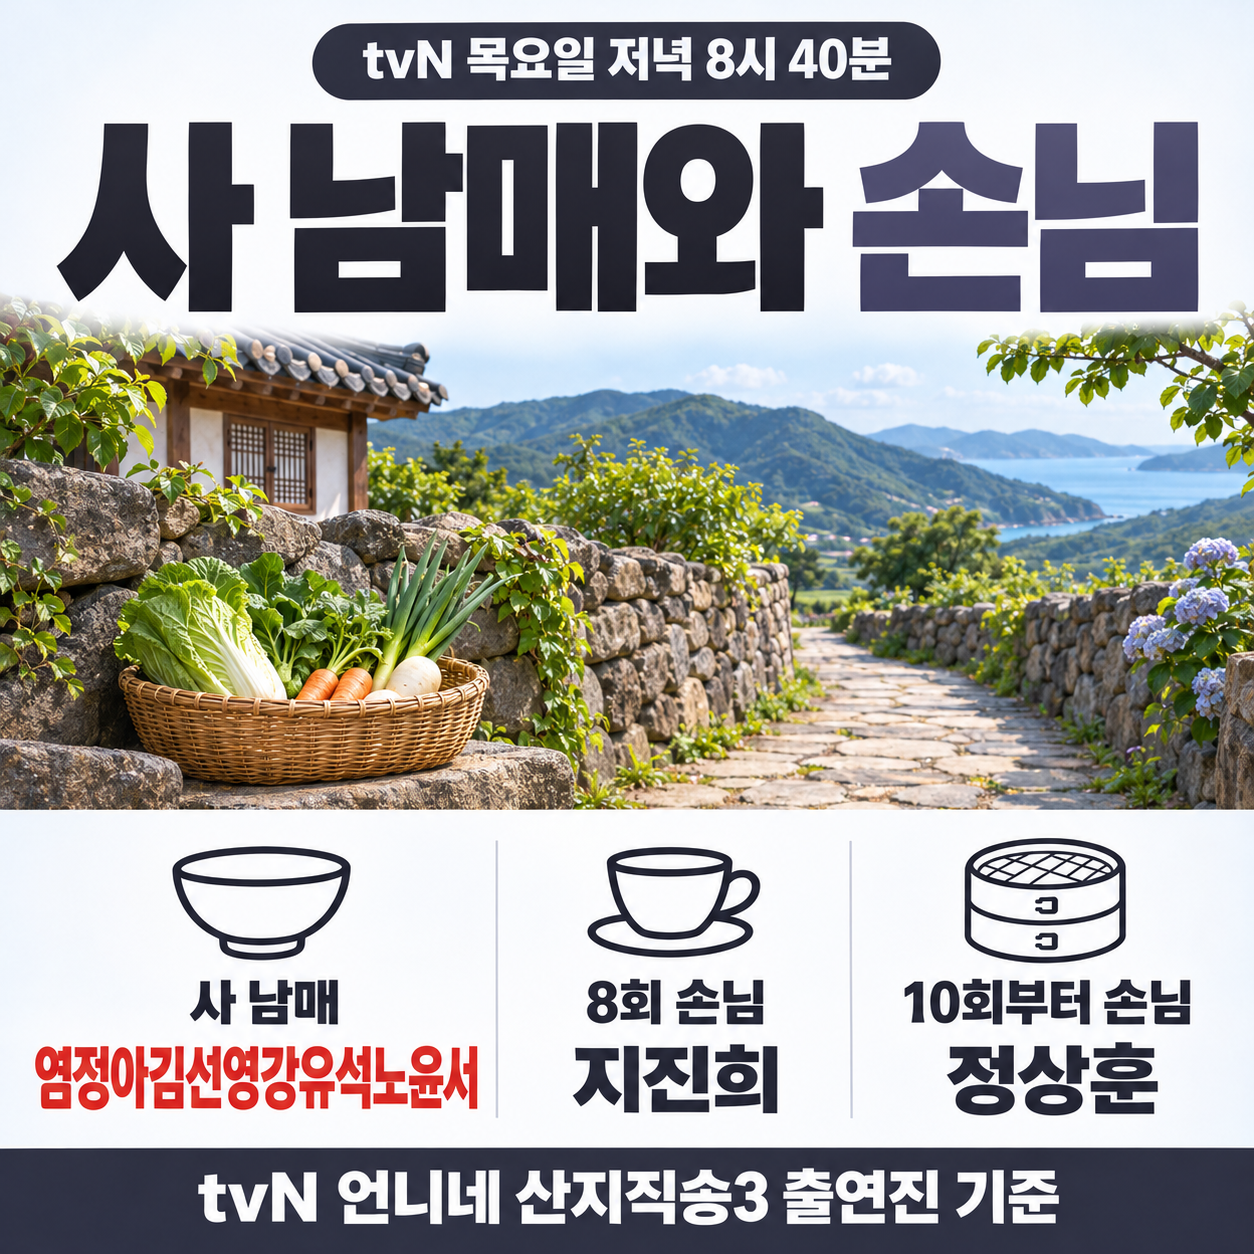 tvN 목요일 저녁 8시 40분
사 남매와 손님
사 남매
염정아김선영강유석노윤서
8회 손님
지진희
10회부터 손님
정상훈
tvN 언니네 산지직송3 출연진 기준